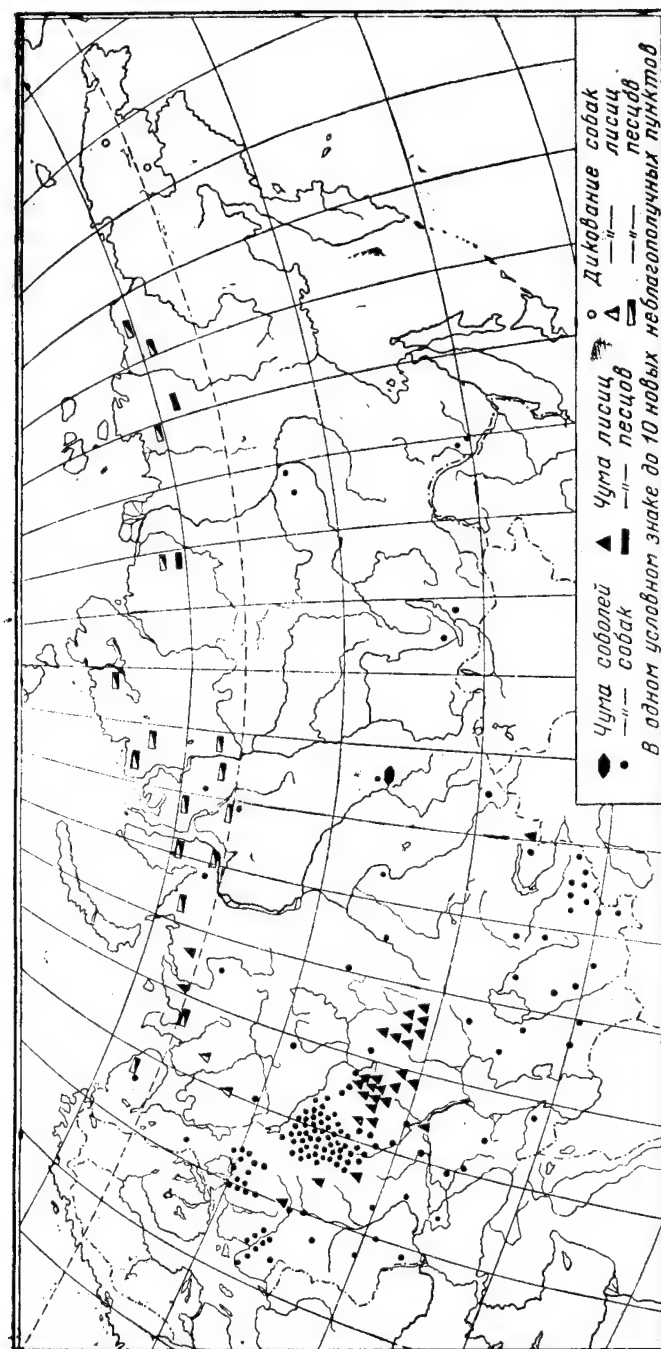 Чума соболей
—〃— собак
Чума лисиц
—〃— песцов
Дикование собак
—〃— лисиц
—〃— песцов
В одном условном знаке до 10 новых неблагополучных пунктов